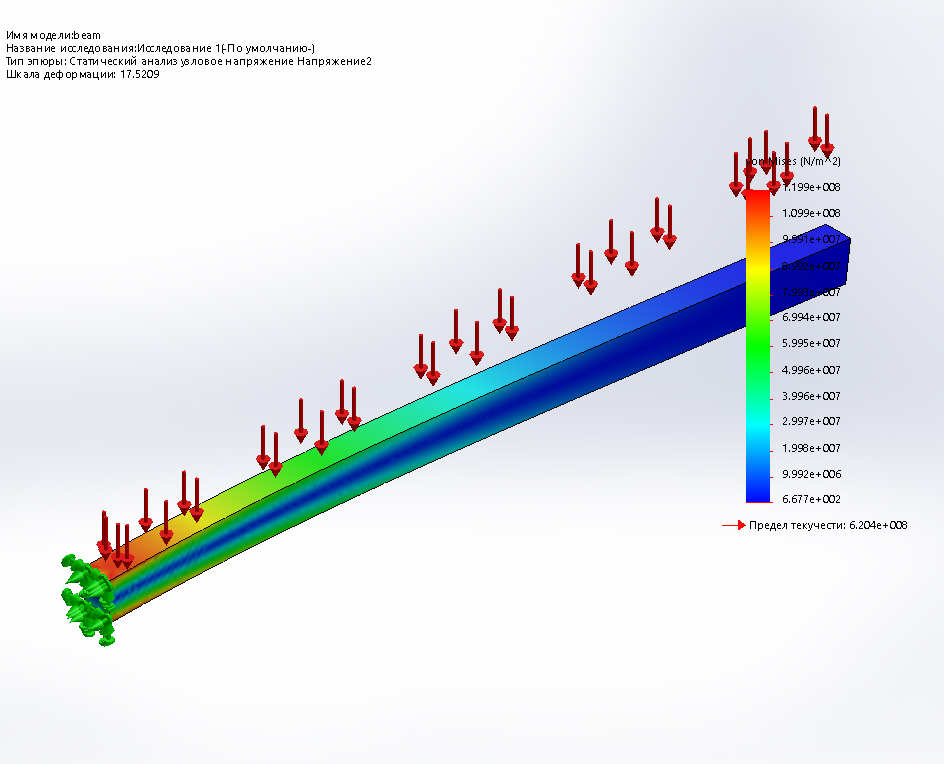 Имя модели:beam
Название исследования:Исследование 1(-По умолчанию-)
Тип эпюры: Статический анализ узловое напряжение Напряжение2
Шкала деформации: 17.5209
von Mises (N/m^2)
1.199e+008
1.099e+008
9.991e+007
8.992e+007
7.993e+007
6.994e+007
5.995e+007
4.996e+007
3.996e+007
2.997e+007
1.998e+007
9.992e+006
6.677e+002
Предел текучести: 6.204e+008